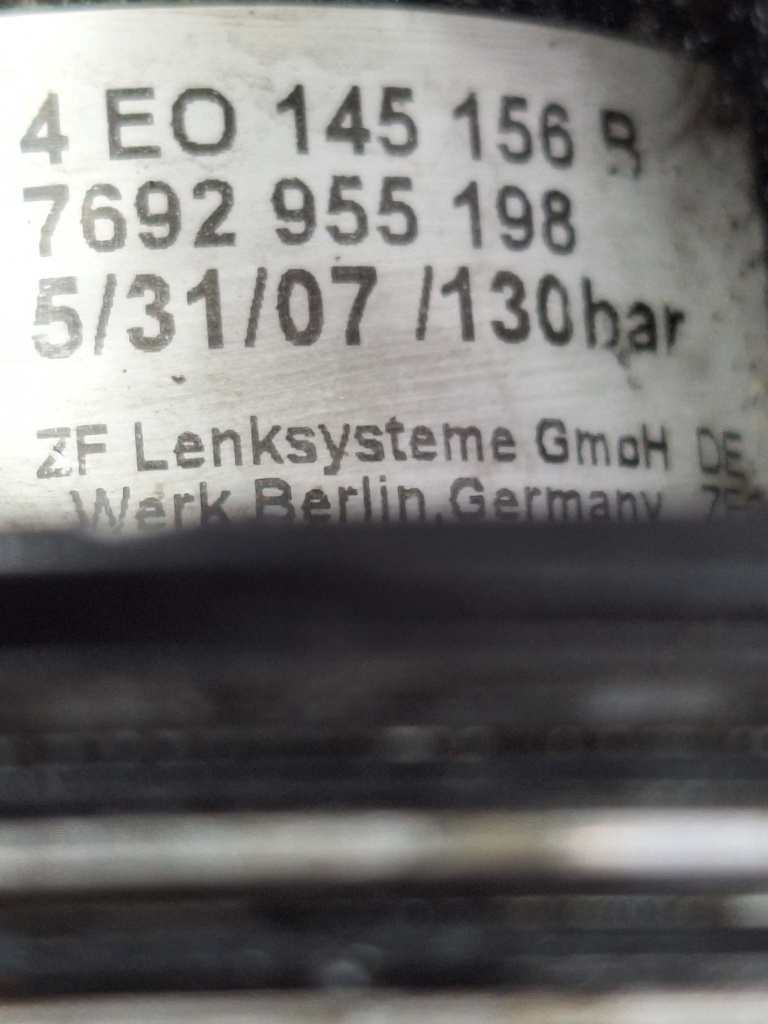 4 EO 145 156 B
7692 955 198
5/31/07 /130bar
ZF Lenksysteme GmbH DE
Werk Berlin,Germany